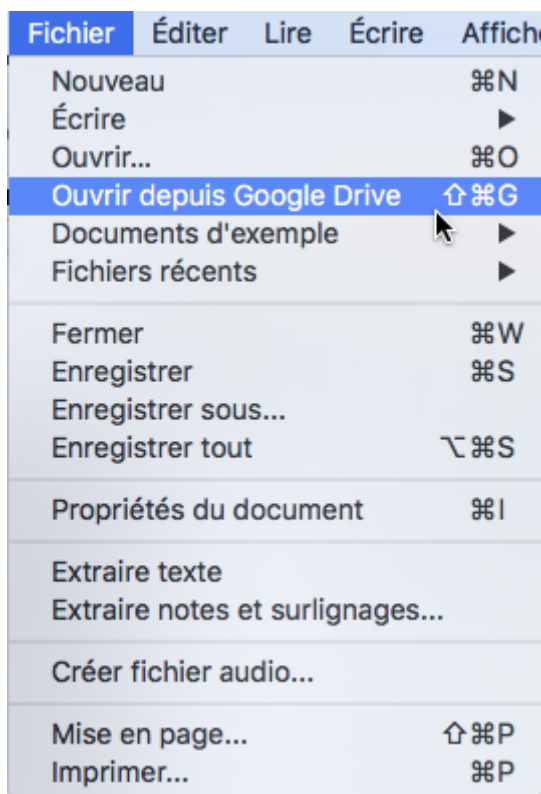 Fichier Éditer Lire Écrire Affich
Nouveau ⌘N
Écrire ▶
Ouvrir... ⌘O
Ouvrir depuis Google Drive ⇧⌘G
Documents d'exemple ▶
Fichiers récents ▶
Fermer ⌘W
Enregistrer ⌘S
Enregistrer sous...
Enregistrer tout ⌥⌘S
Propriétés du document ⌘I
Extraire texte
Extraire notes et surlignages...
Créer fichier audio...
Mise en page... ⇧⌘P
Imprimer... ⌘P